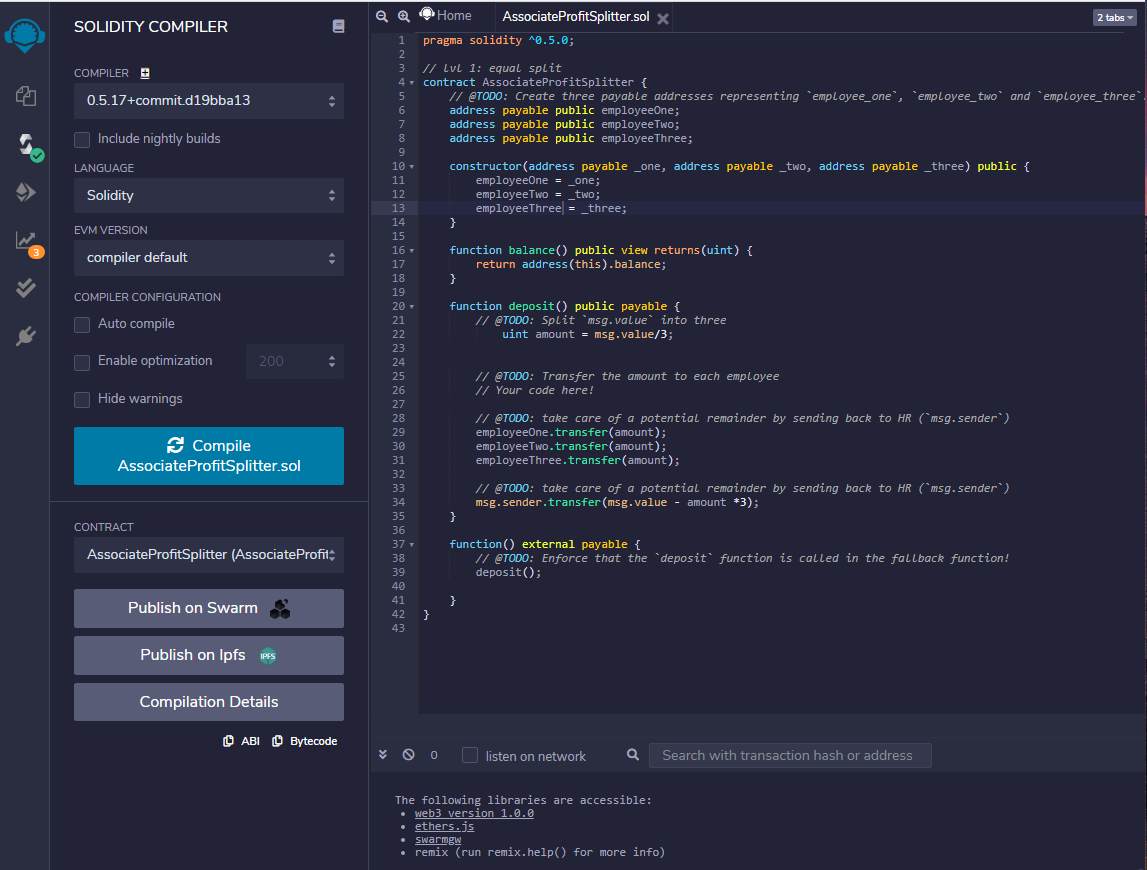 SOLIDITY COMPILER
COMPILER
0.5.17+commit.d19bba13
Include nightly builds
LANGUAGE
Solidity
EVM VERSION
compiler default
COMPILER CONFIGURATION
Auto compile
Enable optimization
200
Hide warnings
Compile
AssociateProfitSplitter.sol
CONTRACT
AssociateProfitSplitter (AssociateProfit
Publish on Swarm
Publish on Ipfs
IPFS
Compilation Details
ABI
Bytecode
3
Home
AssociateProfitSplitter.sol
2 tabs
1 pragma solidity ^0.5.0;
2
3 // lvl 1: equal split
4 contract AssociateProfitSplitter {
5     // @TODO: Create three payable addresses representing `employee_one`, `employee_two` and `employee_three`.
6     address payable public employeeOne;
7     address payable public employeeTwo;
8     address payable public employeeThree;
9
10     constructor(address payable _one, address payable _two, address payable _three) public {
11         employeeOne = _one;
12         employeeTwo = _two;
13         employeeThree = _three;
14     }
15
16     function balance() public view returns(uint) {
17         return address(this).balance;
18     }
19
20     function deposit() public payable {
21         // @TODO: Split `msg.value` into three
22             uint amount = msg.value/3;
23
24
25         // @TODO: Transfer the amount to each employee
26         // Your code here!
27
28         // @TODO: take care of a potential remainder by sending back to HR (`msg.sender`)
29         employeeOne.transfer(amount);
30         employeeTwo.transfer(amount);
31         employeeThree.transfer(amount);
32
33         // @TODO: take care of a potential remainder by sending back to HR (`msg.sender`)
34         msg.sender.transfer(msg.value - amount *3);
35     }
36
37     function() external payable {
38         // @TODO: Enforce that the `deposit` function is called in the fallback function!
39         deposit();
40
41     }
42 }
43
0
listen on network
Search with transaction hash or address
The following libraries are accessible:
• web3 version 1.0.0
• ethers.js
• swarmgw
• remix (run remix.help() for more info)